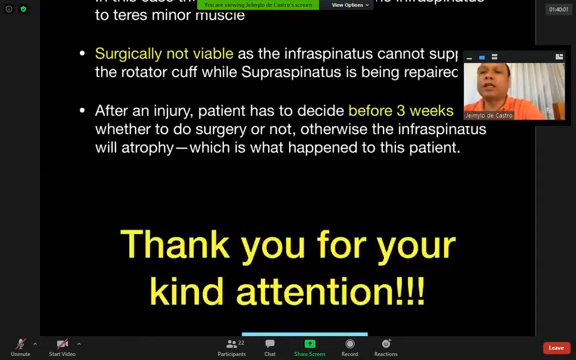 You are viewing Jeimylo de Castro's screen
View Options
01:40:01
to teres minor muscle
Surgically not viable as the infraspinatus cannot supp
the rotator cuff while Supraspinatus is being repaired
After an injury, patient has to decide before 3 weeks
whether to do surgery or not, otherwise the infraspinatus
will atrophy—which is what happened to this patient.
Jeimylo de Castro
Thank you for your
kind attention!!!
Unmute
Start Video
Participants
22
Chat
Share Screen
Record
Reactions
Leave